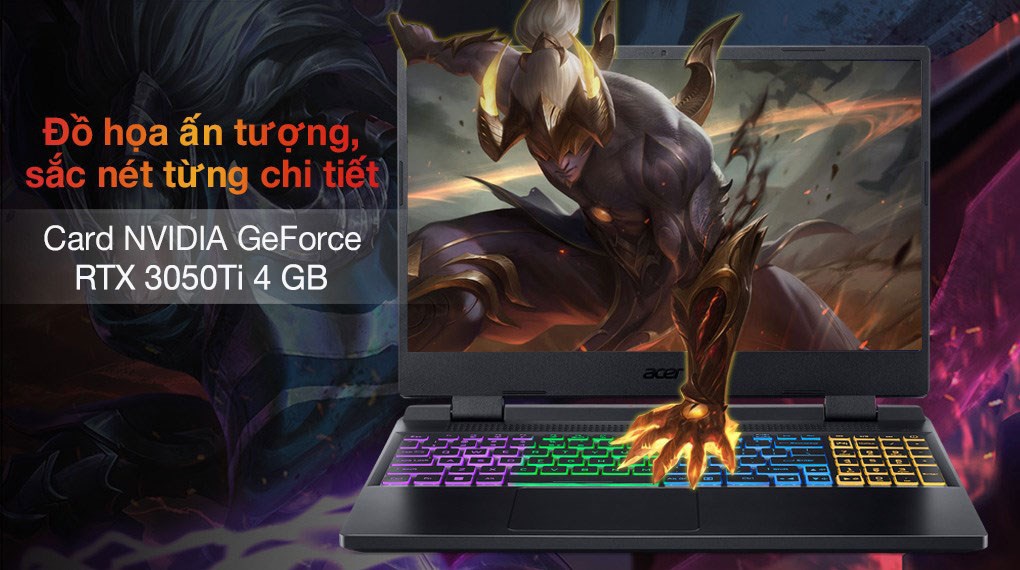 Đồ họa ấn tượng,
sắc nét từng chi tiết
Card NVIDIA GeForce
RTX 3050Ti 4 GB
acer